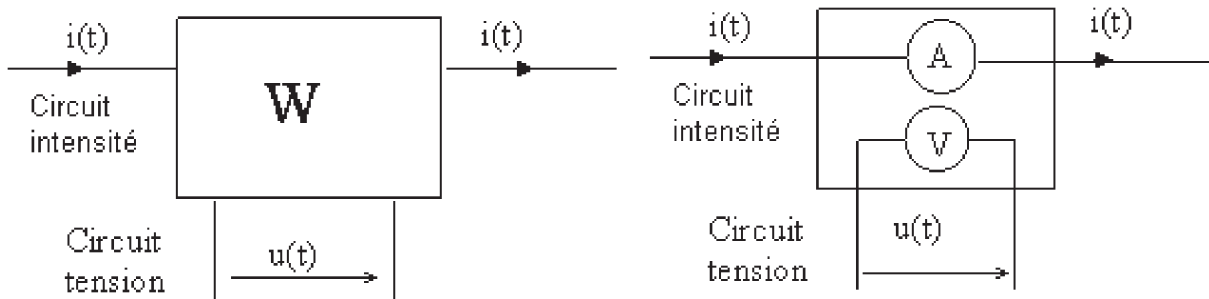 i(t)
i(t)
Circuit
intensité
W
Circuit
tension
u(t)
i(t)
i(t)
Circuit
intensité
A
V
Circuit
tension
u(t)